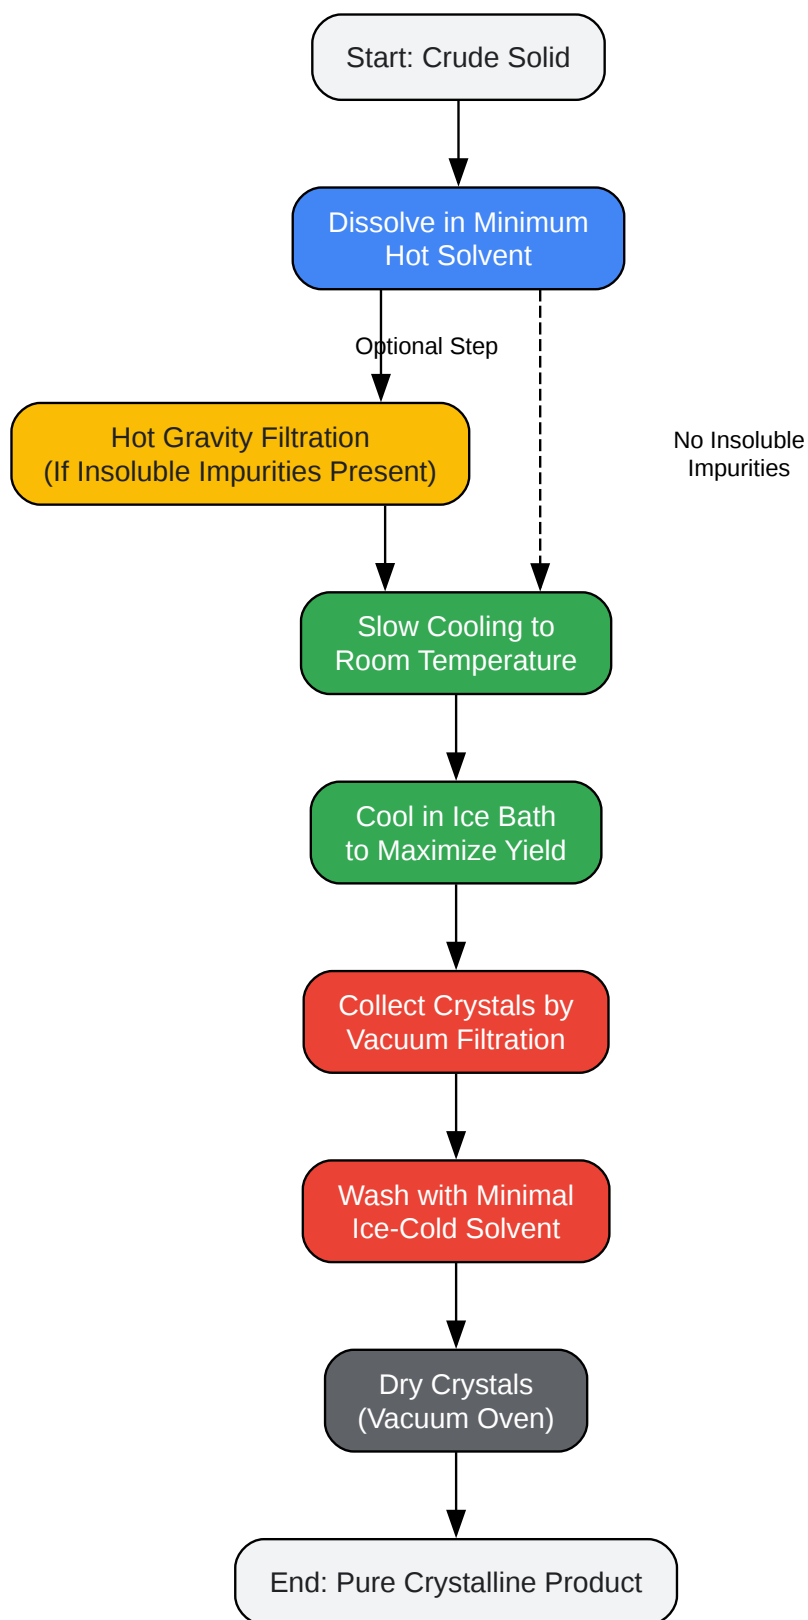 Start: Crude Solid
Dissolve in Minimum
Hot Solvent
Optional Step
Hot Gravity Filtration
(If Insoluble Impurities Present)
No Insoluble
Impurities
Slow Cooling to
Room Temperature
Cool in Ice Bath
to Maximize Yield
Collect Crystals by
Vacuum Filtration
Wash with Minimal
Ice-Cold Solvent
Dry Crystals
(Vacuum Oven)
End: Pure Crystalline Product